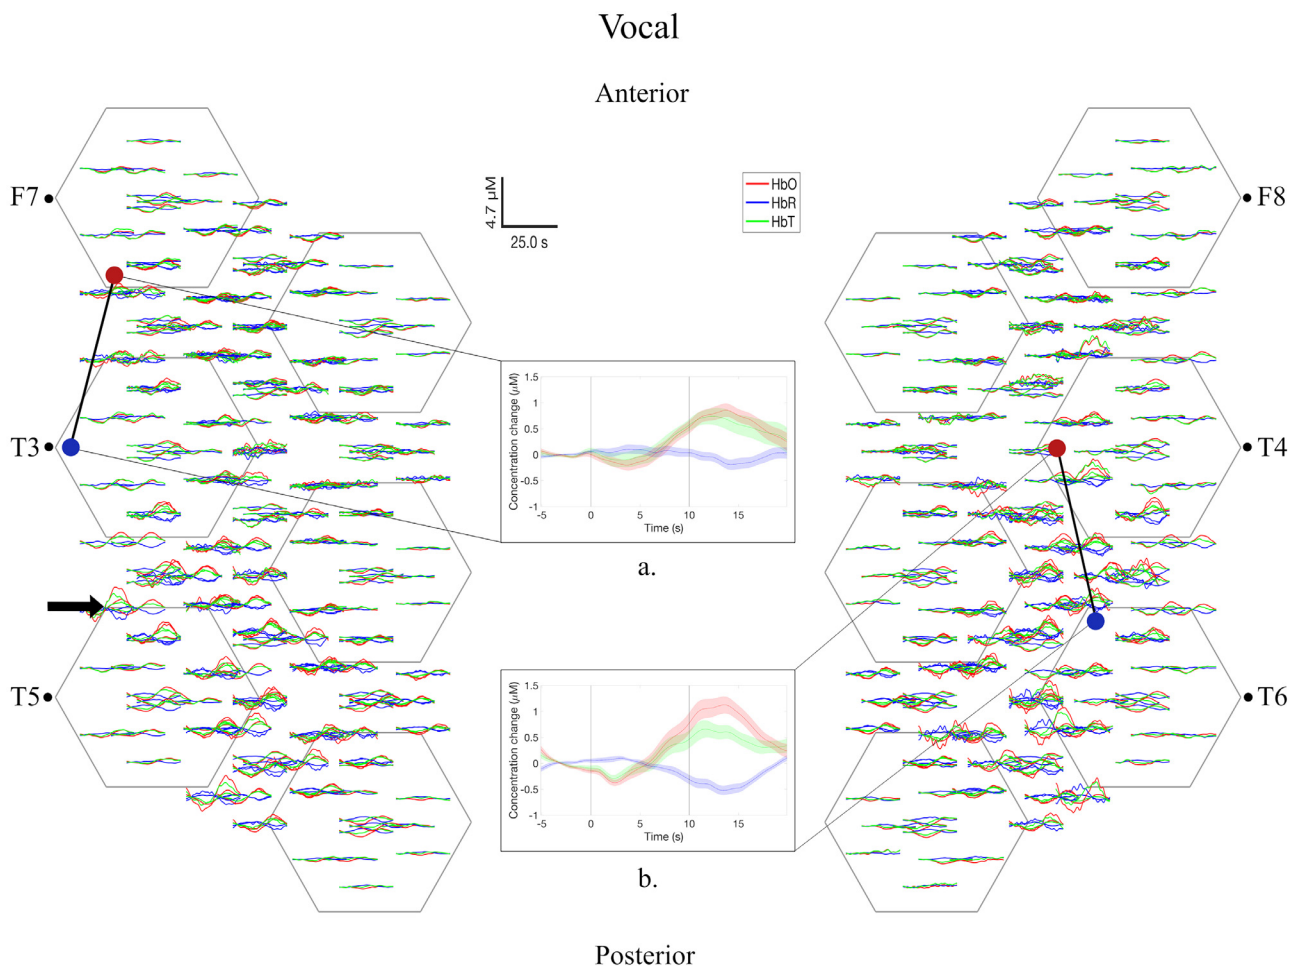 Vocal
Anterior
F7
F8
4.7 μM
25.0 s
HbO
HbR
HbT
T3
T4
Concentration change (μM)
1.5
1
0.5
0
-0.5
-1
-5
0
5
10
15
Time (s)
a.
T5
T6
Concentration change (μM)
1.5
1
0.5
0
-0.5
-1
-5
0
5
10
15
Time (s)
b.
Posterior